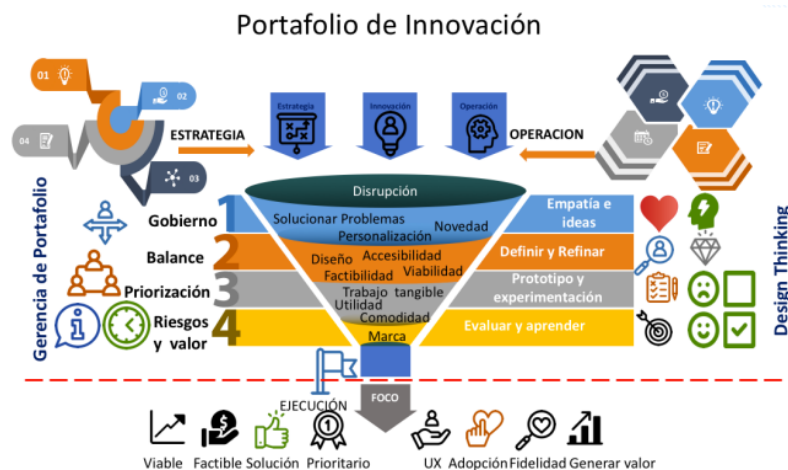 Portafolio de Innovación
01
02
04
03
ESTRATEGIA
Estrategia
Innovación
Operación
OPERACION
Gerencia de Portafolio
Design Thinking
Disrupción
Gobierno
1
Solucionar Problemas
Novedad
Personalización
Empatía e
ideas
Balance
2
Diseño
Accesibilidad
Factibilidad
Viabilidad
Definir y Refinar
Priorización
3
Trabajo tangible
Utilidad
Comodidad
Prototipo y
experimentación
Riesgos
y valor
4
Marca
Evaluar y aprender
EJECUCIÓN
FOCO
1
Viable
Factible
Solución
Prioritario
UX
Adopción
Fidelidad
Generar valor